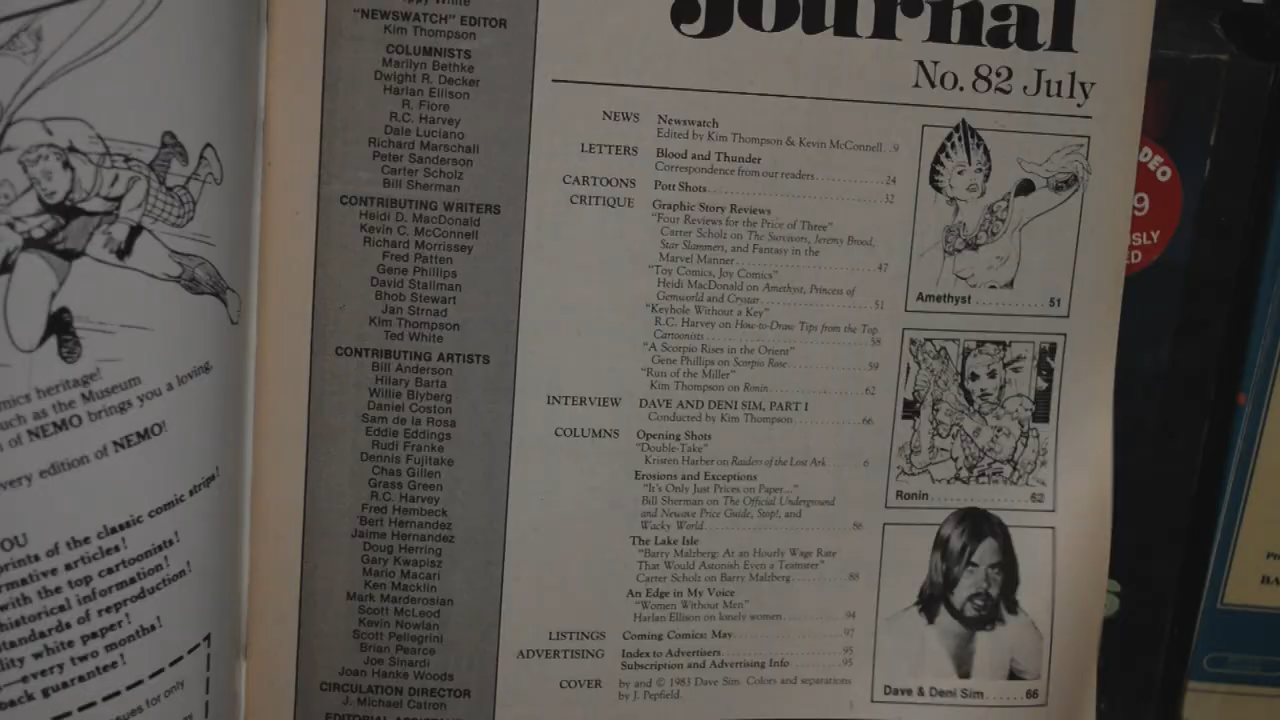 mics heritage!
such as the Museum
of NEMO brings you a loving,
very edition of NEMO!
OU
prints of the classic comic strips!
rmative articles!
with the top cartoonists!
historical information!
standards of reproduction!
lity white paper!
—every two months!
back guarantee!
ssues for only
White
"NEWSWATCH" EDITOR
Kim Thompson
COLUMNISTS
Marilyn Bethke
Dwight R. Decker
Harlan Ellison
R. Fiore
R.C. Harvey
Dale Luciano
Richard Marschall
Peter Sanderson
Carter Scholz
Bill Sherman
CONTRIBUTING WRITERS
Heidi D. MacDonald
Kevin C. McConnell
Richard Morrissey
Fred Patten
Gene Phillips
David Stallman
Bhob Stewart
Jan Strnad
Kim Thompson
Ted White
CONTRIBUTING ARTISTS
Bill Anderson
Hilary Barta
Willie Blyberg
Daniel Coston
Sam de la Rosa
Eddie Eddings
Rudi Franke
Dennis Fujitake
Chas Gillen
Grass Green
R.C. Harvey
Fred Hembeck
'Bert Hernandez
Jaime Hernandez
Doug Herring
Gary Kwapisz
Mario Macari
Ken Macklin
Mark Marderosian
Scott McLeod
Kevin Nowlan
Scott Pellegrini
Brian Pearce
Joe Sinardi
Joan Hanke Woods
CIRCULATION DIRECTOR
J. Michael Catron
Journal
No. 82 July
NEWS Newswatch
Edited by Kim Thompson & Kevin McConnell..9
LETTERS Blood and Thunder
Correspondence from our readers..............24
CARTOONS Pott Shots..............32
CRITIQUE Graphic Story Reviews
"Four Reviews for the Price of Three"
Carter Scholz on The Survivors, Jeremy Brood,
Star Slammers, and Fantasy in the
Marvel Manner..............47
"Toy Comics, Joy Comics"
Heidi MacDonald on Amethyst, Princess of
Gemworld and Crystar..............51
"Keyhole Without a Key"
R.C. Harvey on How-to-Draw Tips from the Top
Cartoonists..............58
"A Scorpio Rises in the Orient"
Gene Phillips on Scorpio Rose..............59
"Run of the Miller"
Kim Thompson on Ronin..............62
INTERVIEW DAVE AND DENI SIM, PART I
Conducted by Kim Thompson..............66
COLUMNS Opening Shots
"Double-Take"
Kristen Harber on Raiders of the Lost Ark......6
Erosions and Exceptions
"It's Only Just Prices on Paper..."
Bill Sherman on The Official Underground
and Newave Price Guide, Stop!, and
Wacky World..............86
The Lake Isle
"Barry Malzberg: At an Hourly Wage Rate
That Would Astonish Even a Teamster"
Carter Scholz on Barry Malzberg..............88
An Edge in My Voice
"Women Without Men"
Harlan Ellison on lonely women..............94
LISTINGS Coming Comics: May..............97
ADVERTISING Index to Advertisers..............95
Subscription and Advertising Info..............95
COVER by and © 1983 Dave Sim. Colors and separations
by J. Pepfield.
Amethyst..........51
Ronin..............62
Dave & Deni Sim......66
DEO
9
SLY
ED